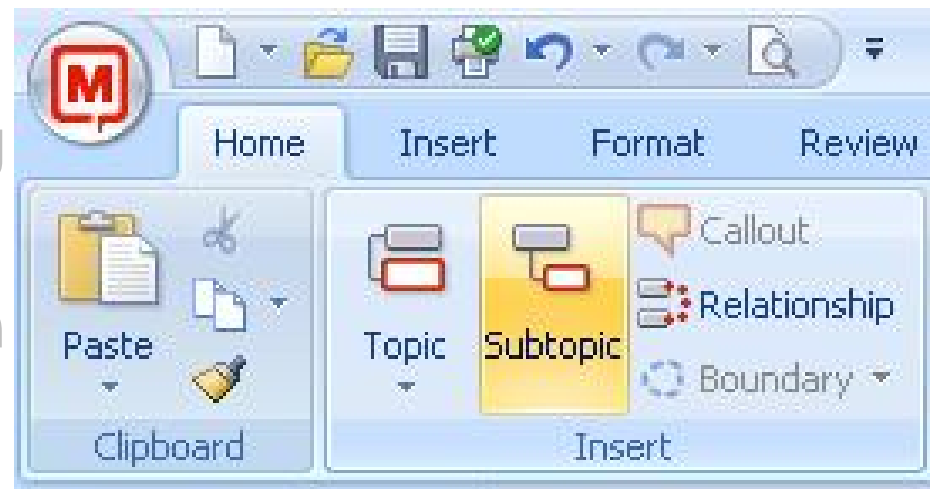 M
Home Insert Format Review
Callout
Relationship
Paste Topic Subtopic
Boundary
Clipboard Insert